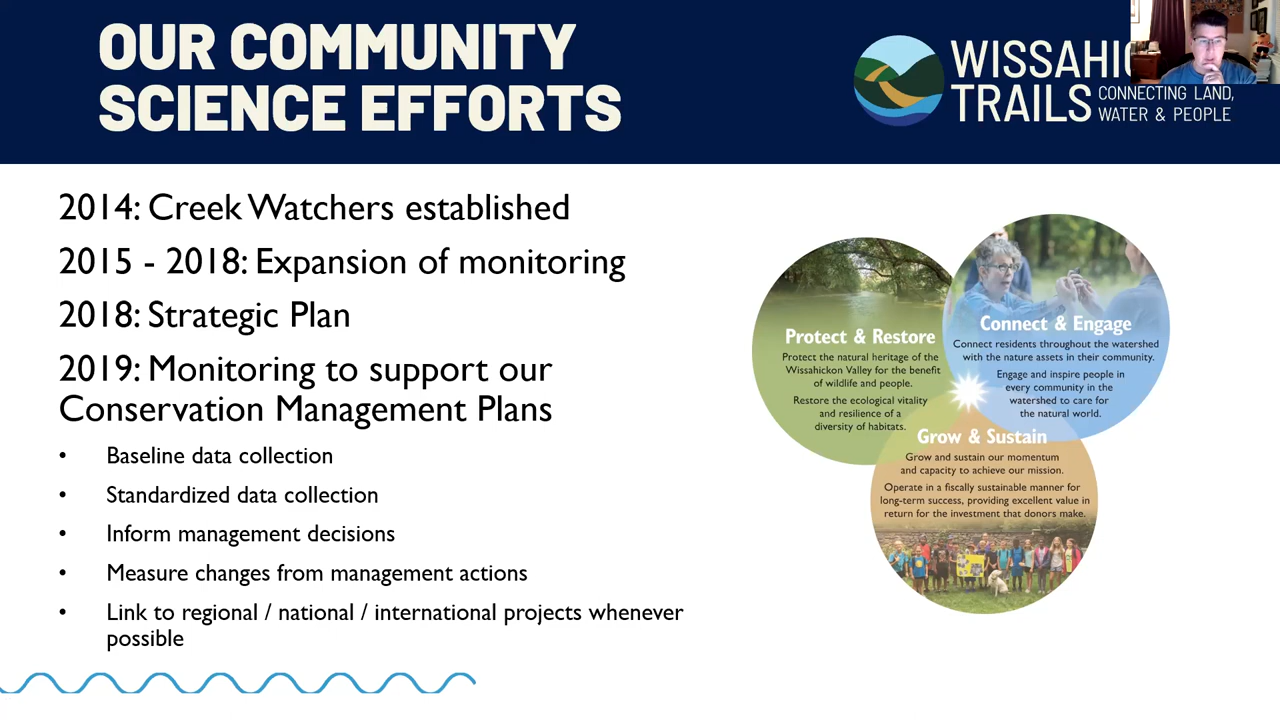 OUR COMMUNITY
SCIENCE EFFORTS
WISSAHI
TRAILS
CONNECTING LAND,
WATER & PEOPLE
2014: Creek Watchers established
2015 - 2018: Expansion of monitoring
2018: Strategic Plan
2019: Monitoring to support our
Conservation Management Plans
• Baseline data collection
• Standardized data collection
• Inform management decisions
• Measure changes from management actions
• Link to regional / national / international projects whenever
possible
Protect & Restore
Protect the natural heritage of the
Wissahickon Valley for the benefit
of wildlife and people.
Restore the ecological vitality
and resilience of a
diversity of habitats.
Connect & Engage
Connect residents throughout the watershed
with the nature assets in their community.
Engage and inspire people in
every community in the
watershed to care for
the natural world.
Grow & Sustain
Grow and sustain our momentum
and capacity to achieve our mission.
Operate in a fiscally sustainable manner for
long-term success, providing excellent value in
return for the investment that donors make.